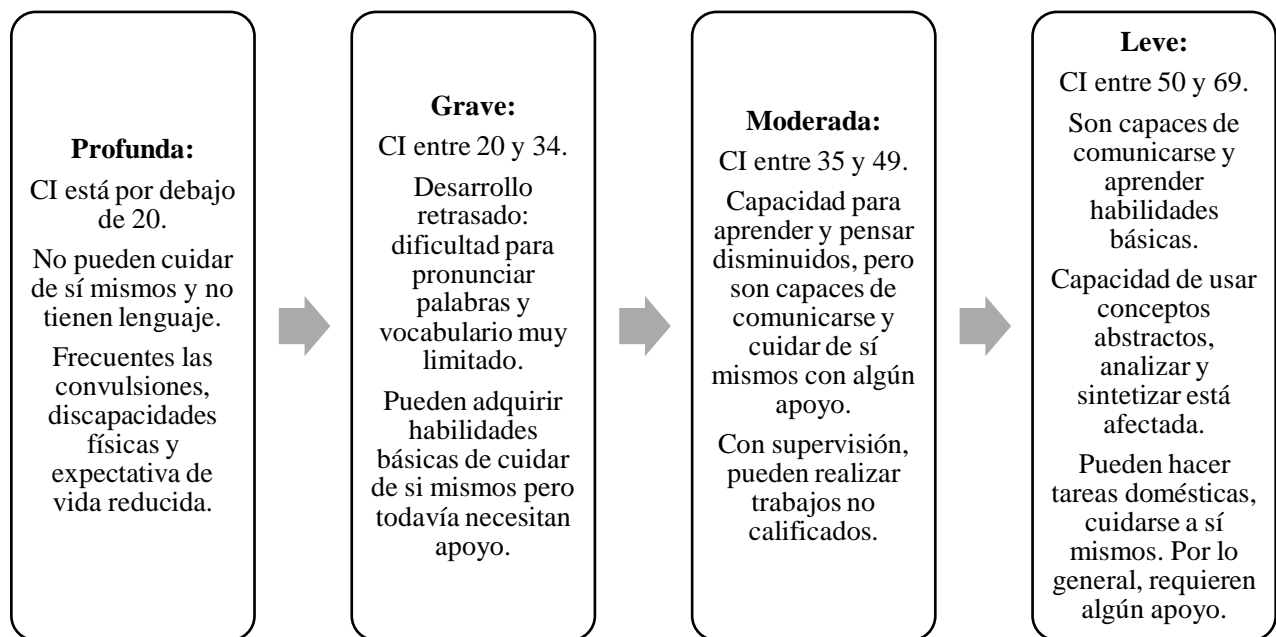 Profunda:
CI está por debajo
de 20.
No pueden cuidar
de sí mismos y no
tienen lenguaje.
Frecuentes las
convulsiones,
discapacidades
físicas y
expectativa de
vida reducida.
Grave:
CI entre 20 y 34.
Desarrollo
retrasado:
dificultad para
pronunciar
palabras y
vocabulario muy
limitado.
Pueden adquirir
habilidades
básicas de cuidar
de si mismos pero
todavía necesitan
apoyo.
Moderada:
CI entre 35 y 49.
Capacidad para
aprender y pensar
disminuidos, pero
son capaces de
comunicarse y
cuidar de sí
mismos con algún
apoyo.
Con supervisión,
pueden realizar
trabajos no
calificados.
Leve:
CI entre 50 y 69.
Son capaces de
comunicarse y
aprender
habilidades
básicas.
Capacidad de usar
conceptos
abstractos,
analizar y
sintetizar está
afectada.
Pueden hacer
tareas domésticas,
cuidarse a sí
mismos. Por lo
general, requieren
algún apoyo.